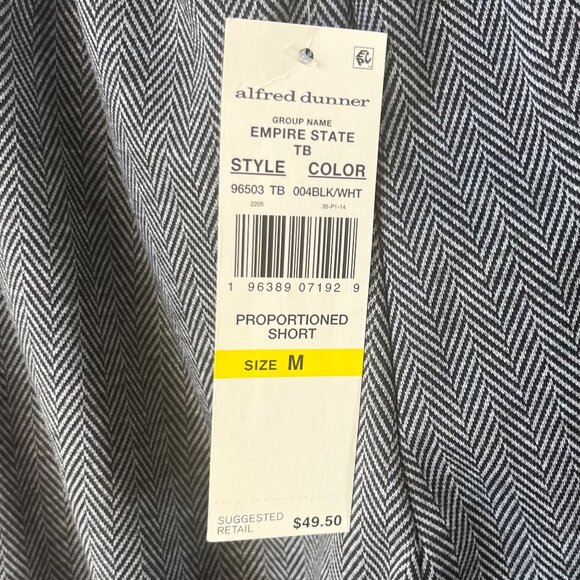 alfred dunner
GROUP NAME
EMPIRE STATE
TB
STYLE COLOR
96503 TB 004BLK/WHT
2205 35-P1-14
1 96389 07192 9
PROPORTIONED
SHORT
SIZE M
SUGGESTED
RETAIL $49.50